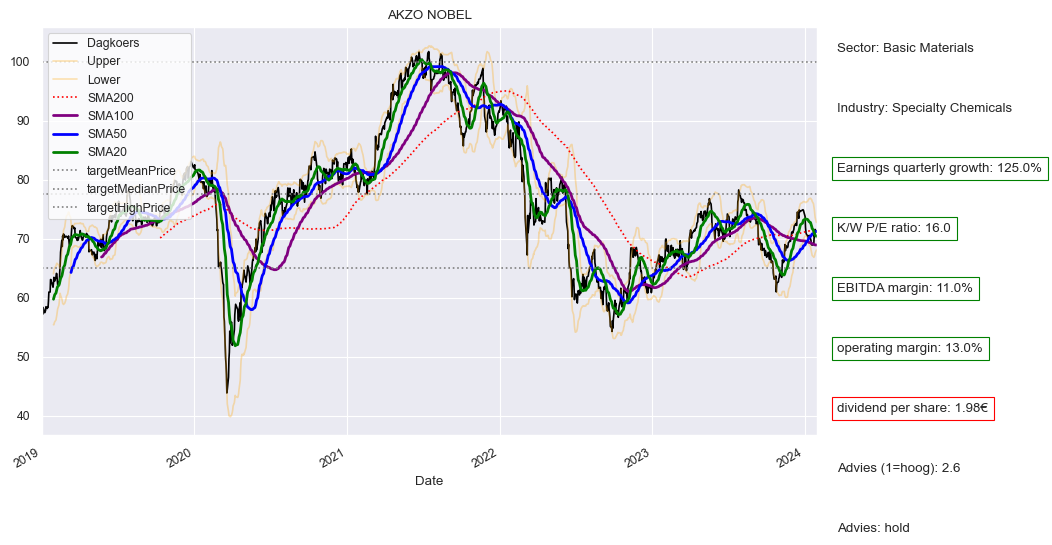 AKZO NOBEL
Dagkoers
Upper
Lower
SMA200
SMA100
SMA50
SMA20
targetMeanPrice
targetMedianPrice
targetHighPrice
100
90
80
70
60
50
40
2019
2020
2021
2022
2023
2024
Date
Sector: Basic Materials
Industry: Specialty Chemicals
Earnings quarterly growth: 125.0%
K/W P/E ratio: 16.0
EBITDA margin: 11.0%
operating margin: 13.0%
dividend per share: 1.98€
Advies (1=hoog): 2.6
Advies: hold